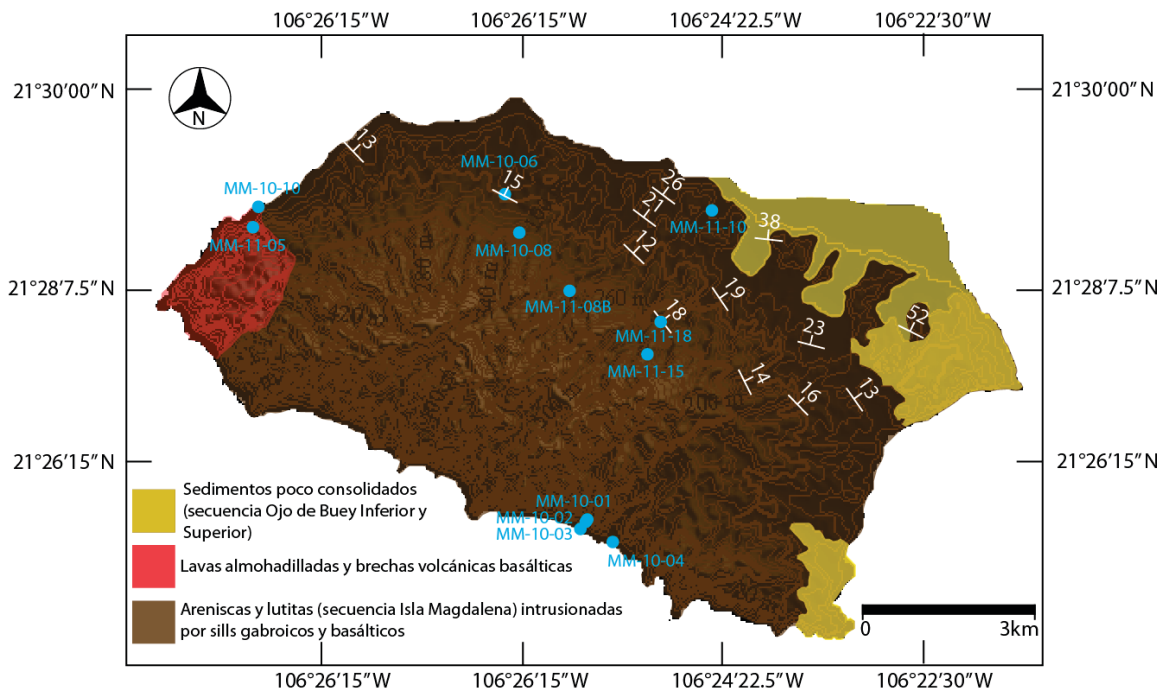 106°26'15″W 106°26'15″W 106°24'22.5″W 106°22'30″W
21°30'00″N
21°30'00″N
N
13
MM-10-06
15
26
MM-10-10
21
MM-11-10
38
MM-11-05
MM-10-08
12
280 m
21°28'7.5″N
21°28'7.5″N
19
MM-11-08B
18
52
MM-11-18
23
MM-11-15
14
16
13
200 m
21°26'15″N
21°26'15″N
MM-10-01
MM-10-02
MM-10-03
MM-10-04
Sedimentos poco consolidados
(secuencia Ojo de Buey Inferior y
Superior)
Lavas almohadilladas y brechas volcánicas basálticas
Areniscas y lutitas (secuencia Isla Magdalena) intrusionadas
por sills gabroicos y basálticos
0 3km
106°26'15″W 106°26'15″W 106°24'22.5″W 106°22'30″W